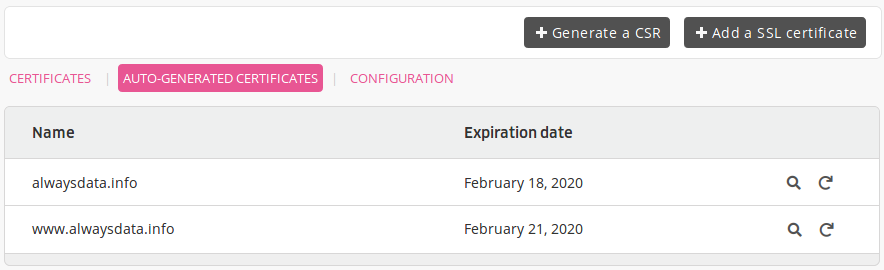 Generate a CSR Add a SSL certificate
CERTIFICATES | AUTO-GENERATED CERTIFICATES | CONFIGURATION
Name Expiration date
alwaysdata.info February 18, 2020
www.alwaysdata.info February 21, 2020